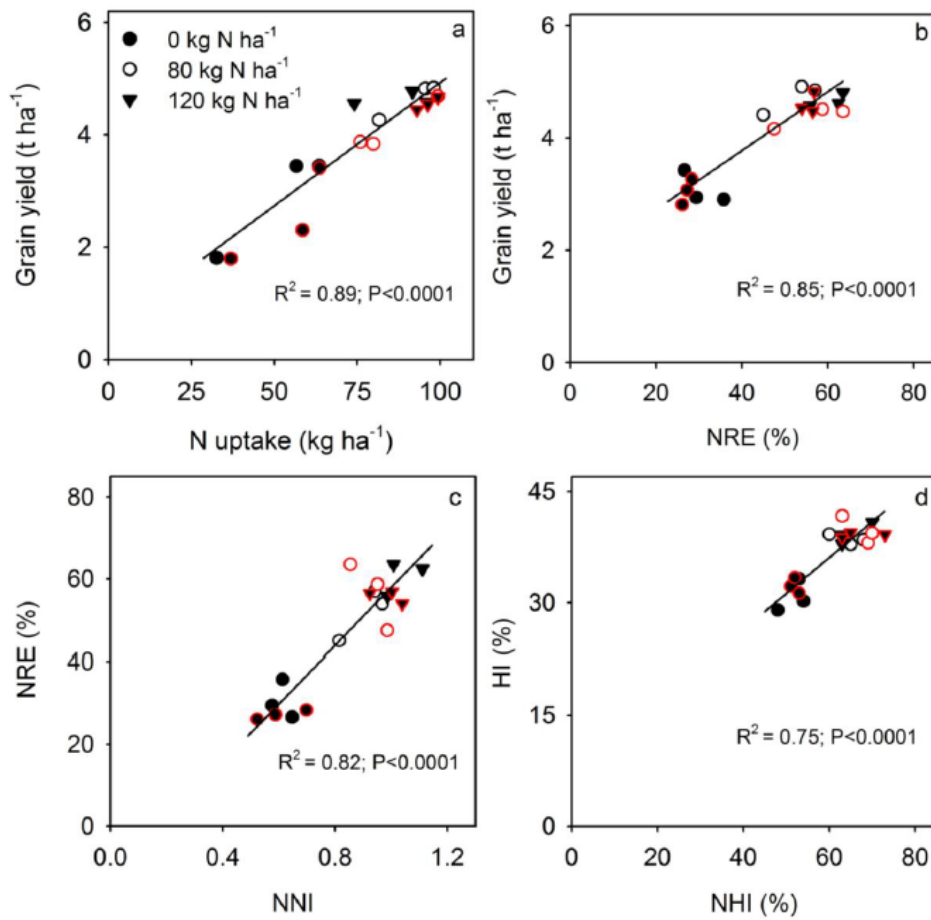 a
0 kg N ha⁻¹
80 kg N ha⁻¹
120 kg N ha⁻¹
Grain yield (t ha⁻¹)
6
4
2
0
R² = 0.89; P<0.0001
0 25 50 75 100
N uptake (kg ha⁻¹)
b
Grain yield (t ha⁻¹)
6
4
2
0
R² = 0.85; P<0.0001
0 20 40 60 80
NRE (%)
c
NRE (%)
80
60
40
20
0
R² = 0.82; P<0.0001
0.0 0.4 0.8 1.2
NNI
d
HI (%)
45
30
15
0
R² = 0.75; P<0.0001
0 20 40 60 80
NHI (%)